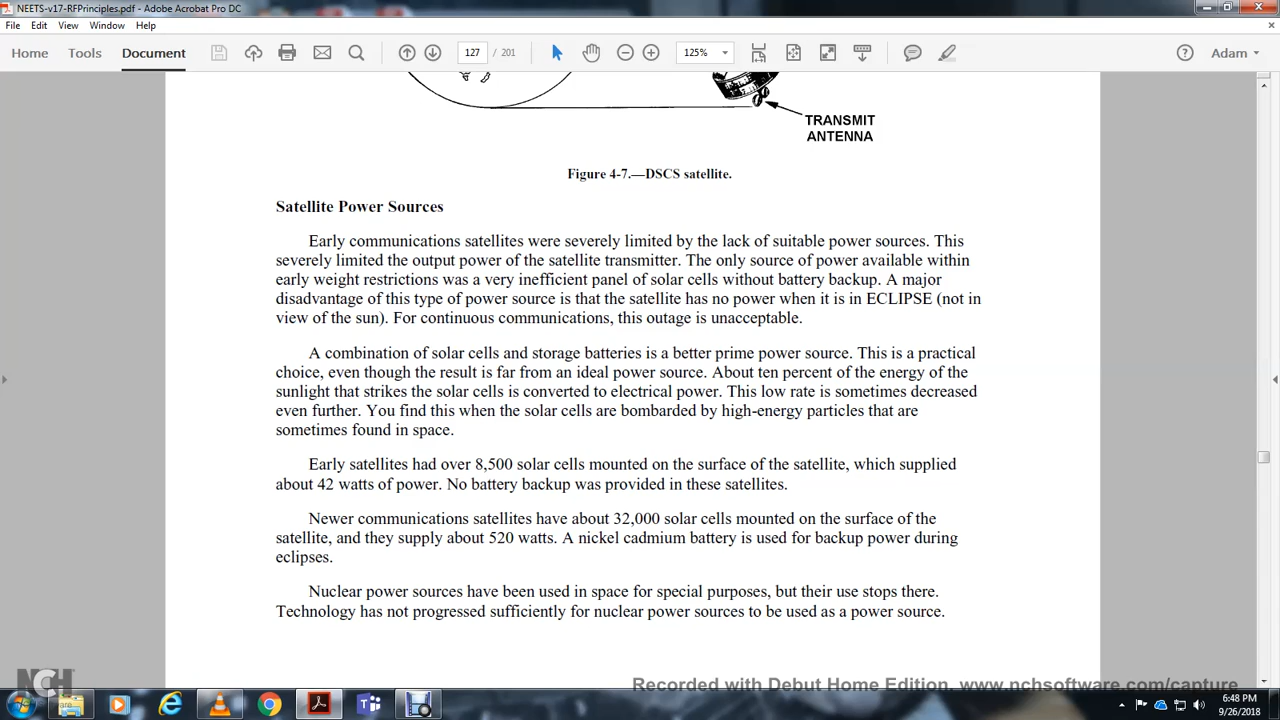 NEETS-v17-RFPrinciples.pdf - Adobe Acrobat Pro DC
File Edit View Window Help
Home Tools Document 127 / 201 125% Adam
TRANSMIT
ANTENNA
Figure 4-7.—DSCS satellite.
Satellite Power Sources
Early communications satellites were severely limited by the lack of suitable power sources. This
severely limited the output power of the satellite transmitter. The only source of power available within
early weight restrictions was a very inefficient panel of solar cells without battery backup. A major
disadvantage of this type of power source is that the satellite has no power when it is in ECLIPSE (not in
view of the sun). For continuous communications, this outage is unacceptable.
A combination of solar cells and storage batteries is a better prime power source. This is a practical
choice, even though the result is far from an ideal power source. About ten percent of the energy of the
sunlight that strikes the solar cells is converted to electrical power. This low rate is sometimes decreased
even further. You find this when the solar cells are bombarded by high-energy particles that are
sometimes found in space.
Early satellites had over 8,500 solar cells mounted on the surface of the satellite, which supplied
about 42 watts of power. No battery backup was provided in these satellites.
Newer communications satellites have about 32,000 solar cells mounted on the surface of the
satellite, and they supply about 520 watts. A nickel cadmium battery is used for backup power during
eclipses.
Nuclear power sources have been used in space for special purposes, but their use stops there.
Technology has not progressed sufficiently for nuclear power sources to be used as a power source.
NCH
Recorded with Debut Home Edition. www.nchsoftware.com/capture
6:48 PM
9/26/2018